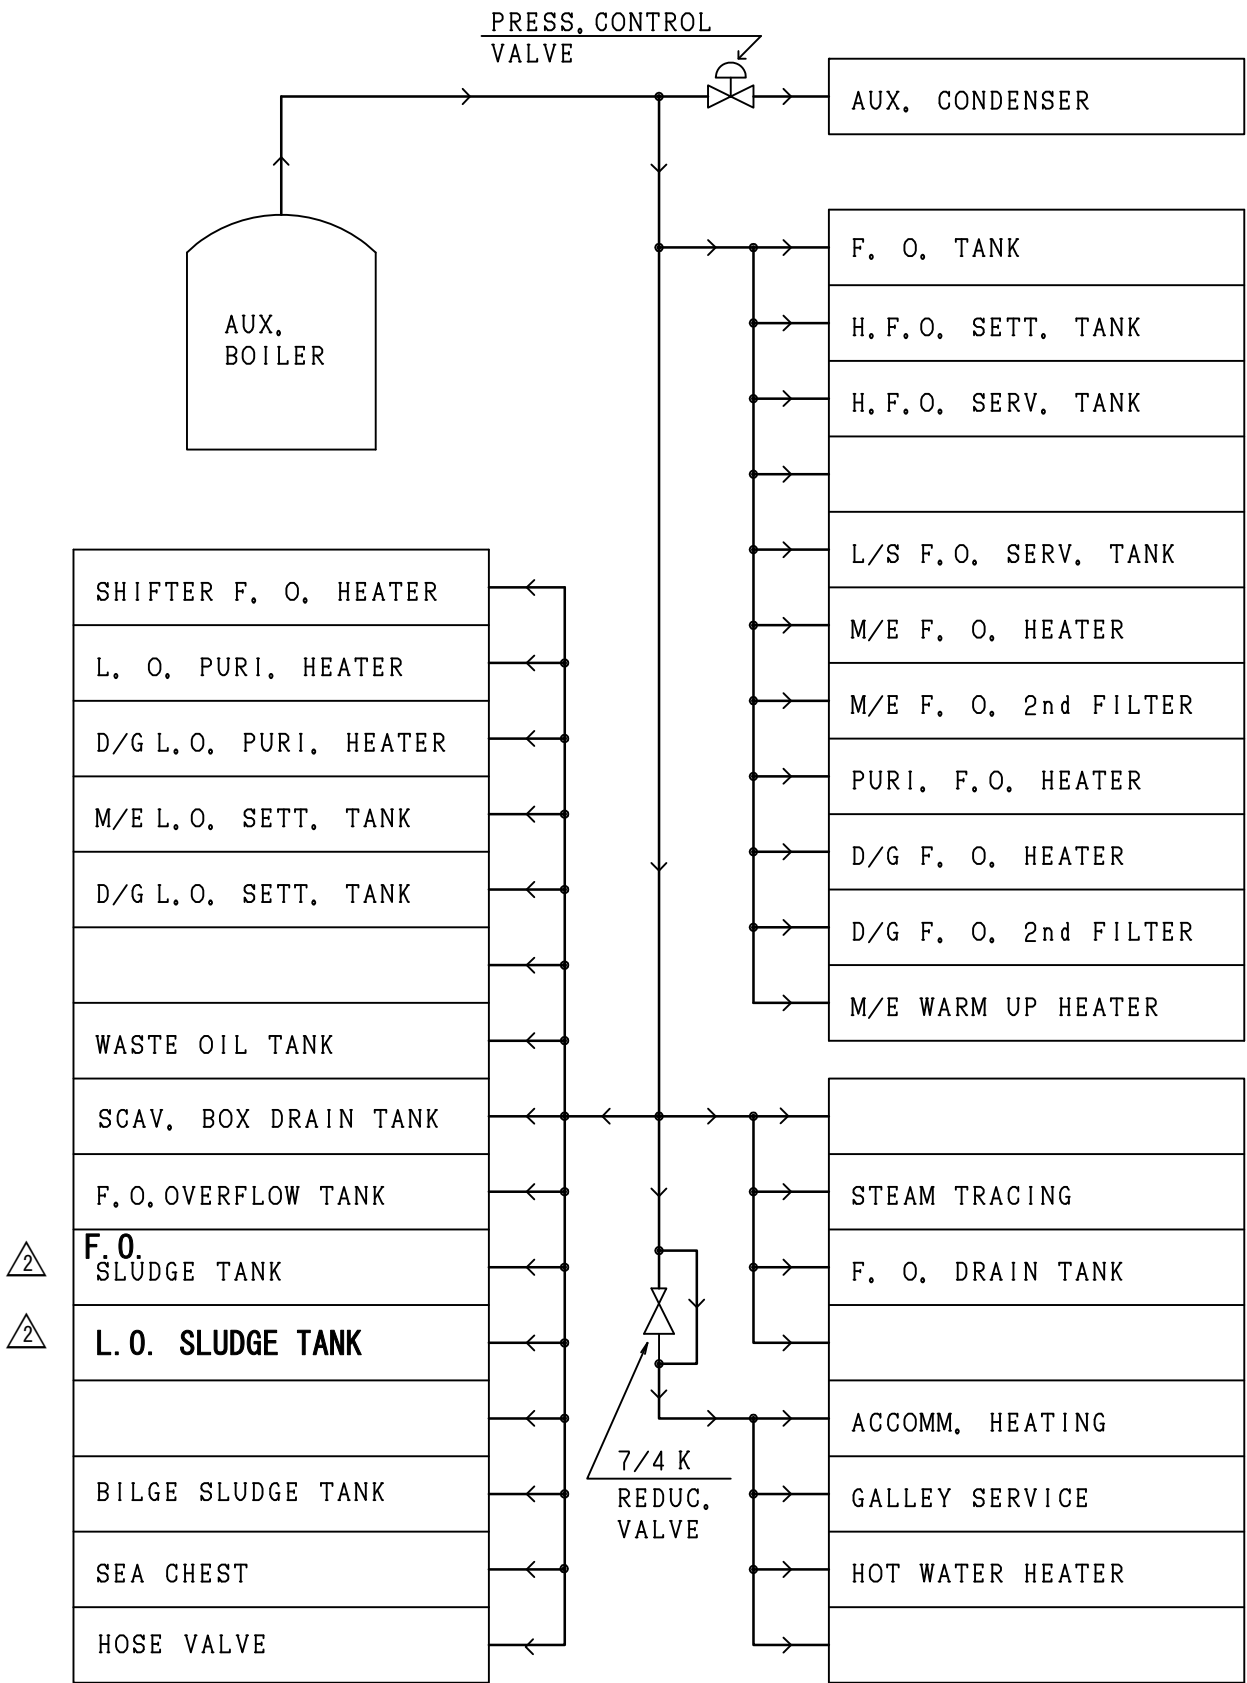 PRESS. CONTROL
VALVE
AUX. CONDENSER
AUX.
BOILER
F. O. TANK
H. F. O. SETT. TANK
H. F. O. SERV. TANK
L/S F. O. SERV. TANK
M/E F. O. HEATER
M/E F. O. 2nd FILTER
PURI. F. O. HEATER
D/G F. O. HEATER
D/G F. O. 2nd FILTER
M/E WARM UP HEATER
SHIFTER F. O. HEATER
L. O. PURI. HEATER
D/G L. O. PURI. HEATER
M/E L. O. SETT. TANK
D/G L. O. SETT. TANK
WASTE OIL TANK
SCAV. BOX DRAIN TANK
F. O. OVERFLOW TANK
2
F. O.
SLUDGE TANK
2
L. O. SLUDGE TANK
BILGE SLUDGE TANK
SEA CHEST
HOSE VALVE
STEAM TRACING
F. O. DRAIN TANK
7/4 K
REDUC.
VALVE
ACCOMM. HEATING
GALLEY SERVICE
HOT WATER HEATER